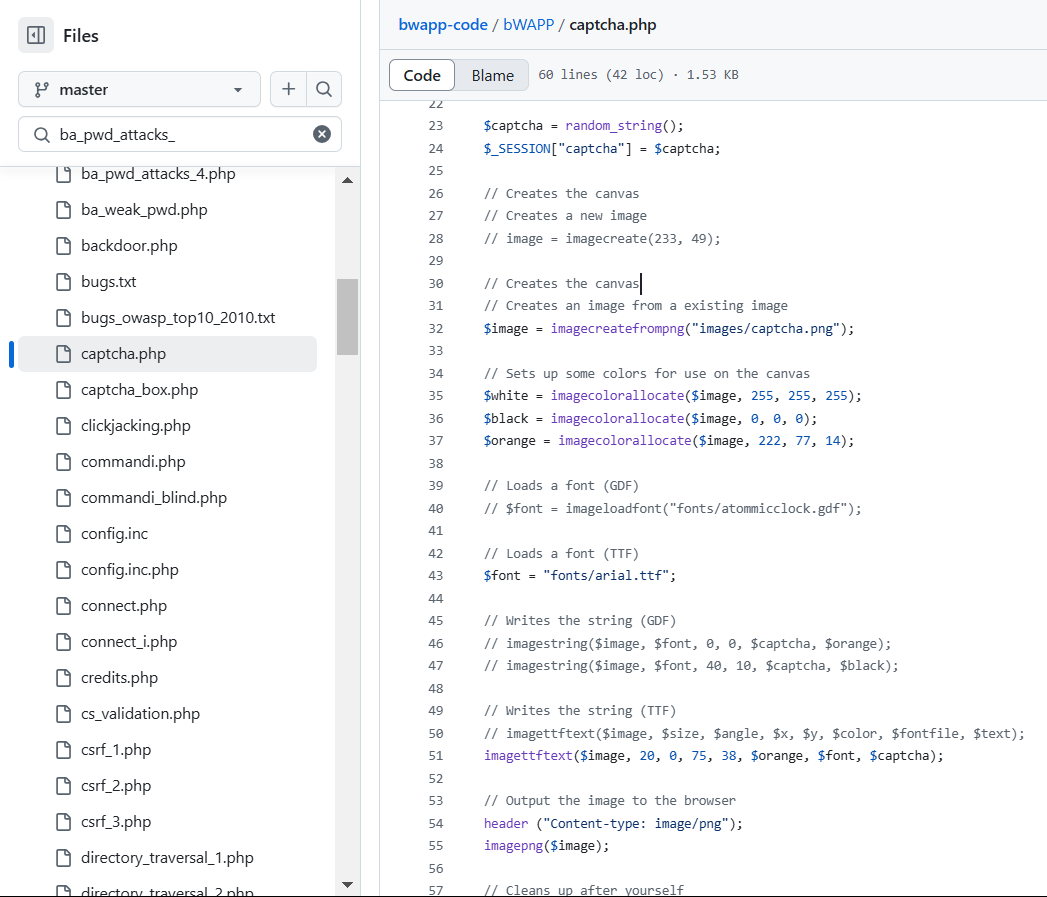 Files
master
ba_pwd_attacks_
ba_pwd_attacks_4.php
ba_weak_pwd.php
backdoor.php
bugs.txt
bugs_owasp_top10_2010.txt
captcha.php
captcha_box.php
clickjacking.php
commandi.php
commandi_blind.php
config.inc
config.inc.php
connect.php
connect_i.php
credits.php
cs_validation.php
csrf_1.php
csrf_2.php
csrf_3.php
directory_traversal_1.php
directory_traversal_2.php
bwapp-code / bWAPP / captcha.php
Code Blame 60 lines (42 loc) · 1.53 KB
22
23 $captcha = random_string();
24 $_SESSION["captcha"] = $captcha;
25
26 // Creates the canvas
27 // Creates a new image
28 // image = imagecreate(233, 49);
29
30 // Creates the canvas
31 // Creates an image from a existing image
32 $image = imagecreatefrompng("images/captcha.png");
33
34 // Sets up some colors for use on the canvas
35 $white = imagecolorallocate($image, 255, 255, 255);
36 $black = imagecolorallocate($image, 0, 0, 0);
37 $orange = imagecolorallocate($image, 222, 77, 14);
38
39 // Loads a font (GDF)
40 // $font = imageloadfont("fonts/atommicclock.gdf");
41
42 // Loads a font (TTF)
43 $font = "fonts/arial.ttf";
44
45 // Writes the string (GDF)
46 // imagestring($image, $font, 0, 0, $captcha, $orange);
47 // imagestring($image, $font, 40, 10, $captcha, $black);
48
49 // Writes the string (TTF)
50 // imagettftext($image, $size, $angle, $x, $y, $color, $fontfile, $text);
51 imagettftext($image, 20, 0, 75, 38, $orange, $font, $captcha);
52
53 // Output the image to the browser
54 header ("Content-type: image/png");
55 imagepng($image);
56
57 // Cleans up after yourself